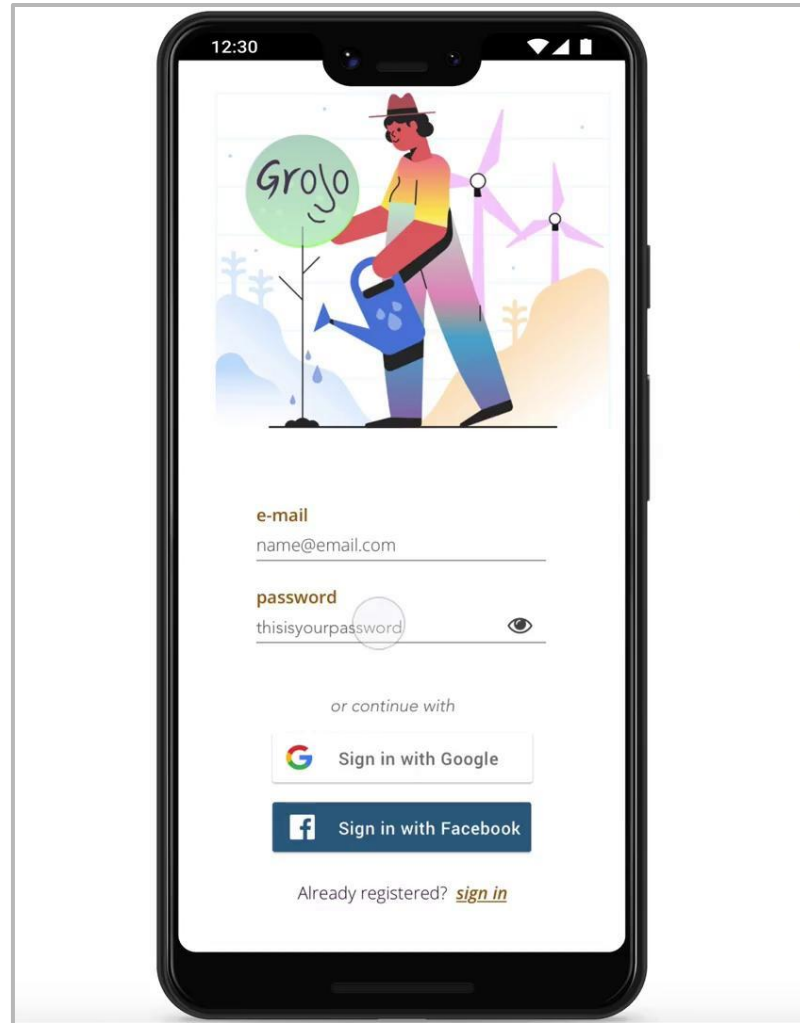 12:30
Grojo
e-mail
name@email.com
password
thisisyourpassword
or continue with
Sign in with Google
Sign in with Facebook
Already registered? sign in